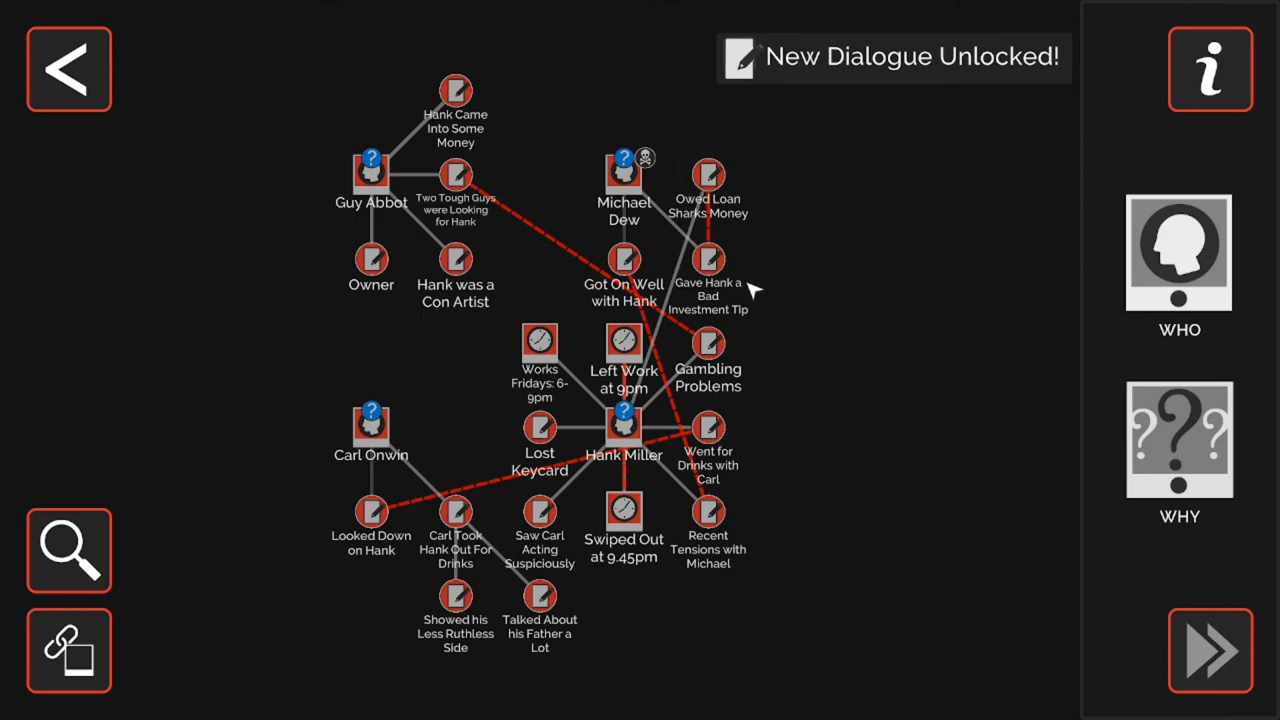 <
New Dialogue Unlocked!
i
Hank Came
Into Some
Money
?
Guy Abbot
Two Tough Guys
were Looking
for Hank
?
Michael
Dew
Owed Loan
Sharks Money
Owner
Hank was a
Con Artist
Got On Well
with Hank
Gave Hank a
Bad
Investment Tip
WHO
Works
Fridays: 6-
9pm
Left Work
at 9pm
Gambling
Problems
?
Carl Onwin
Lost
Keycard
?
Hank Miller
Went for
Drinks with
Carl
? ? ?
WHY
Looked Down
on Hank
Carl Took
Hank Out For
Drinks
Saw Carl
Acting
Suspiciously
Swiped Out
at 9.45pm
Recent
Tensions with
Michael
Showed his
Less Ruthless
Side
Talked About
his Father a
Lot